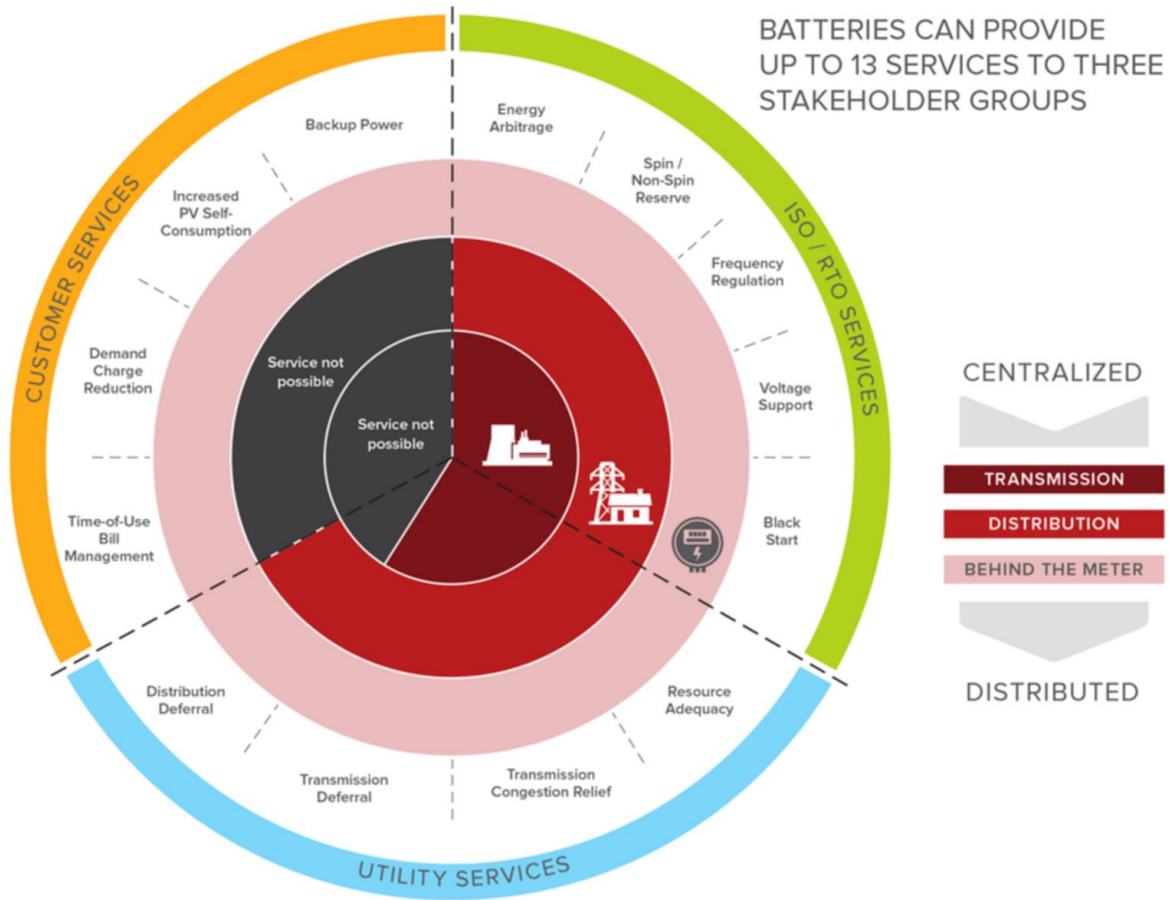 BATTERIES CAN PROVIDE
UP TO 13 SERVICES TO THREE
STAKEHOLDER GROUPS
CUSTOMER SERVICES
ISO / RTO SERVICES
UTILITY SERVICES
Backup Power
Increased
PV Self-
Consumption
Demand
Charge
Reduction
Time-of-Use
Bill
Management
Energy
Arbitrage
Spin /
Non-Spin
Reserve
Frequency
Regulation
Voltage
Support
Black
Start
Resource
Adequacy
Transmission
Congestion Relief
Transmission
Deferral
Distribution
Deferral
Service not
possible
Service not
possible
CENTRALIZED
TRANSMISSION
DISTRIBUTION
BEHIND THE METER
DISTRIBUTED